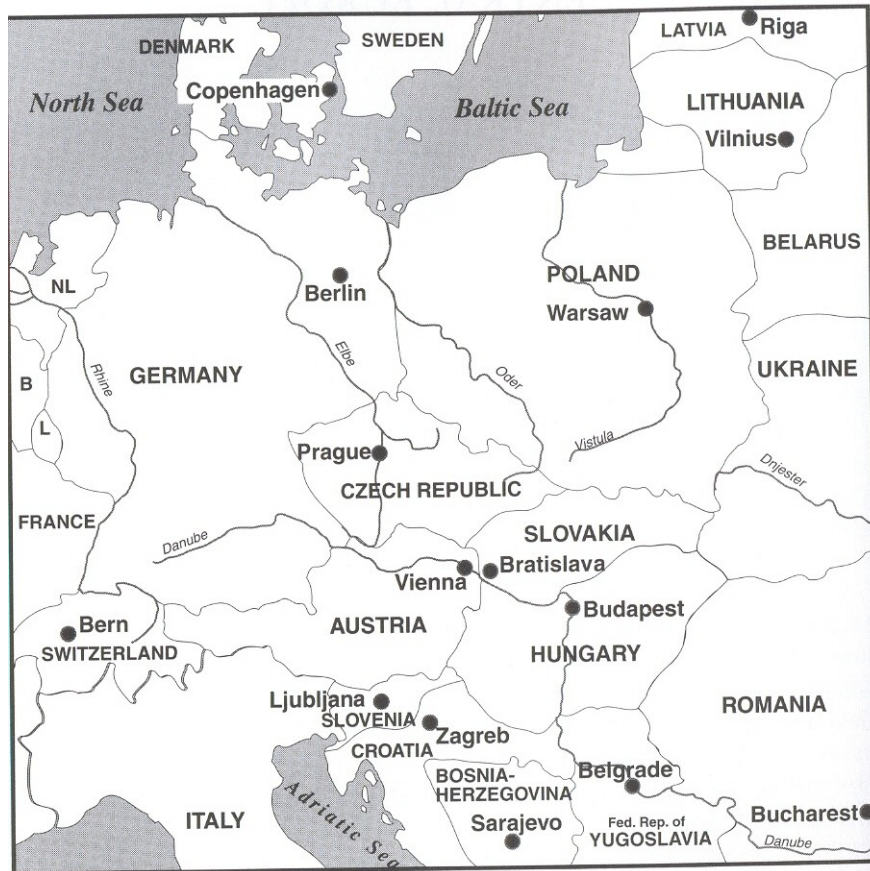 DENMARK
SWEDEN
LATVIA
Riga
North Sea
Copenhagen
Baltic Sea
LITHUANIA
Vilnius
BELARUS
NL
Berlin
POLAND
Warsaw
B
Rhine
GERMANY
Elbe
Oder
UKRAINE
L
Vistula
Prague
CZECH REPUBLIC
Dnjester
FRANCE
Danube
SLOVAKIA
Vienna
Bratislava
Bern
SWITZERLAND
AUSTRIA
Budapest
HUNGARY
Ljubljana
SLOVENIA
Zagreb
CROATIA
ROMANIA
BOSNIA-
HERZEGOVINA
Belgrade
Adriatic Sea
ITALY
Sarajevo
Fed. Rep. of
YUGOSLAVIA
Bucharest
Danube